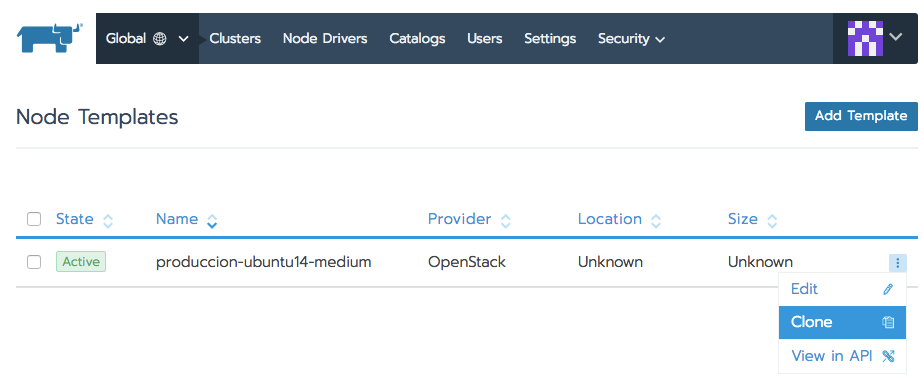 Global Clusters Node Drivers Catalogs Users Settings Security
Node Templates
Add Template
State Name Provider Location Size
Active produccion-ubuntu14-medium OpenStack Unknown Unknown
Edit
Clone
View in API